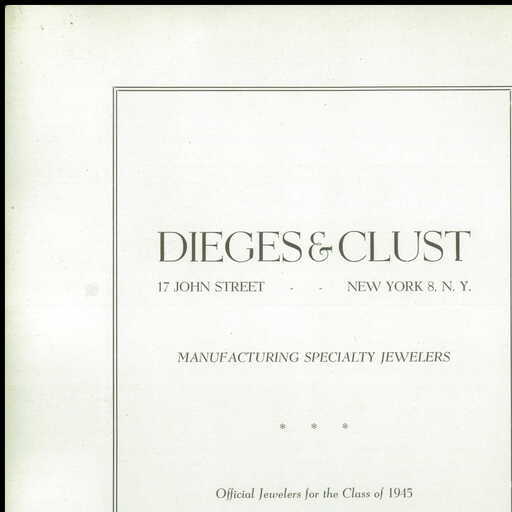 DIEGES & CLUST
17 JOHN STREET - - NEW YORK 8, N. Y.
MANUFACTURING SPECIALTY JEWELERS
* * *
Official Jewelers for the Class of 1945